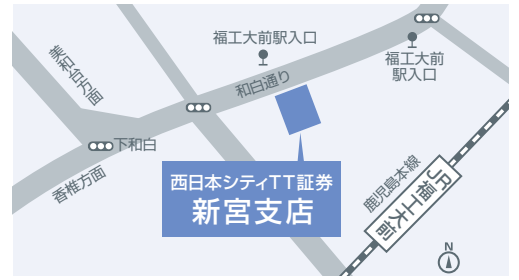 福工大前駅入口
福工大前
駅入口
美和台方面
和白通り
下和白
香椎方面
西日本シティTT証券
新宮支店
鹿児島本線
JR福工大前
N